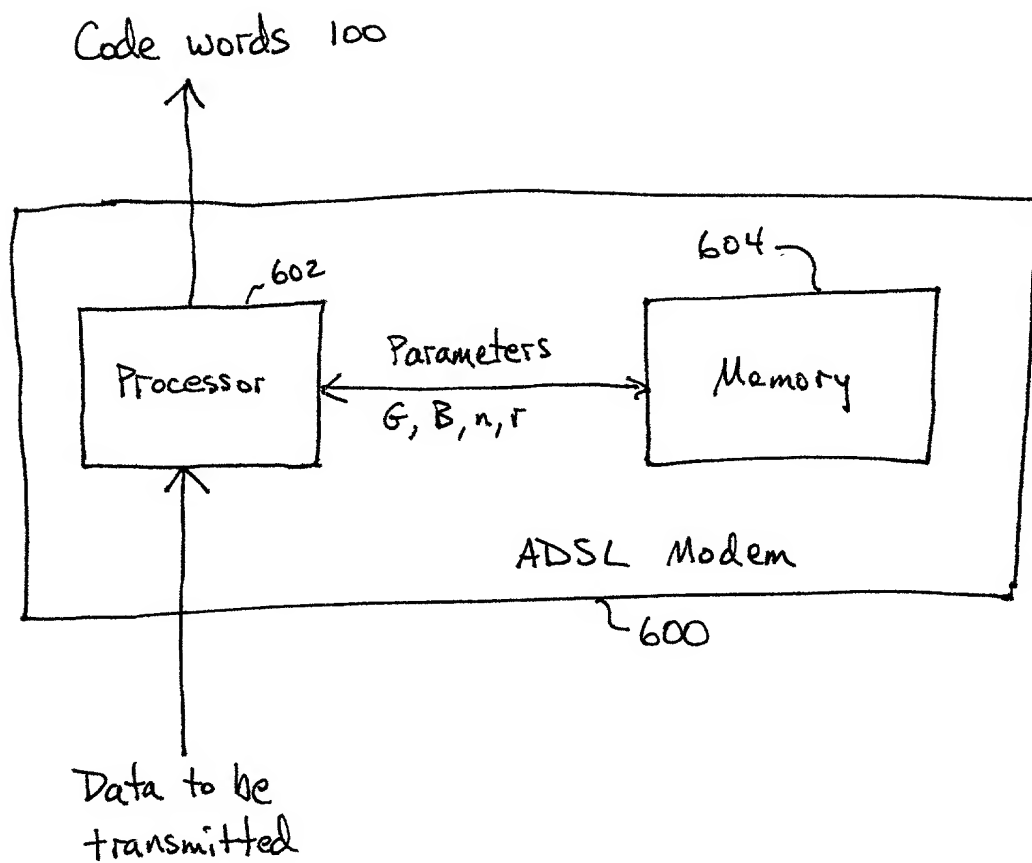 Code words 100
602
604
Processor
Parameters
G, B, n, r
Memory
ADSL Modem
600
Data to be
transmitted